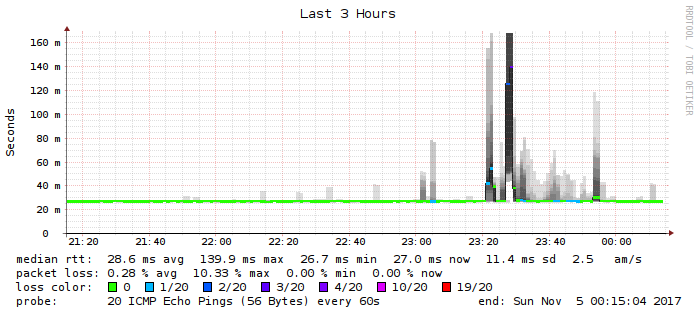 Last 3 Hours
RRDTOOL / TOBI OETIKER
Seconds
160 m
140 m
120 m
100 m
80 m
60 m
40 m
20 m
0
21:20 21:40 22:00 22:20 22:40 23:00 23:20 23:40 00:00
median rtt: 28.6 ms avg 139.9 ms max 26.7 ms min 27.0 ms now 11.4 ms sd 2.5 am/s
packet loss: 0.28 % avg 10.33 % max 0.00 % min 0.00 % now
loss color: 0 1/20 2/20 3/20 4/20 10/20 19/20
probe: 20 ICMP Echo Pings (56 Bytes) every 60s end: Sun Nov 5 00:15:04 2017